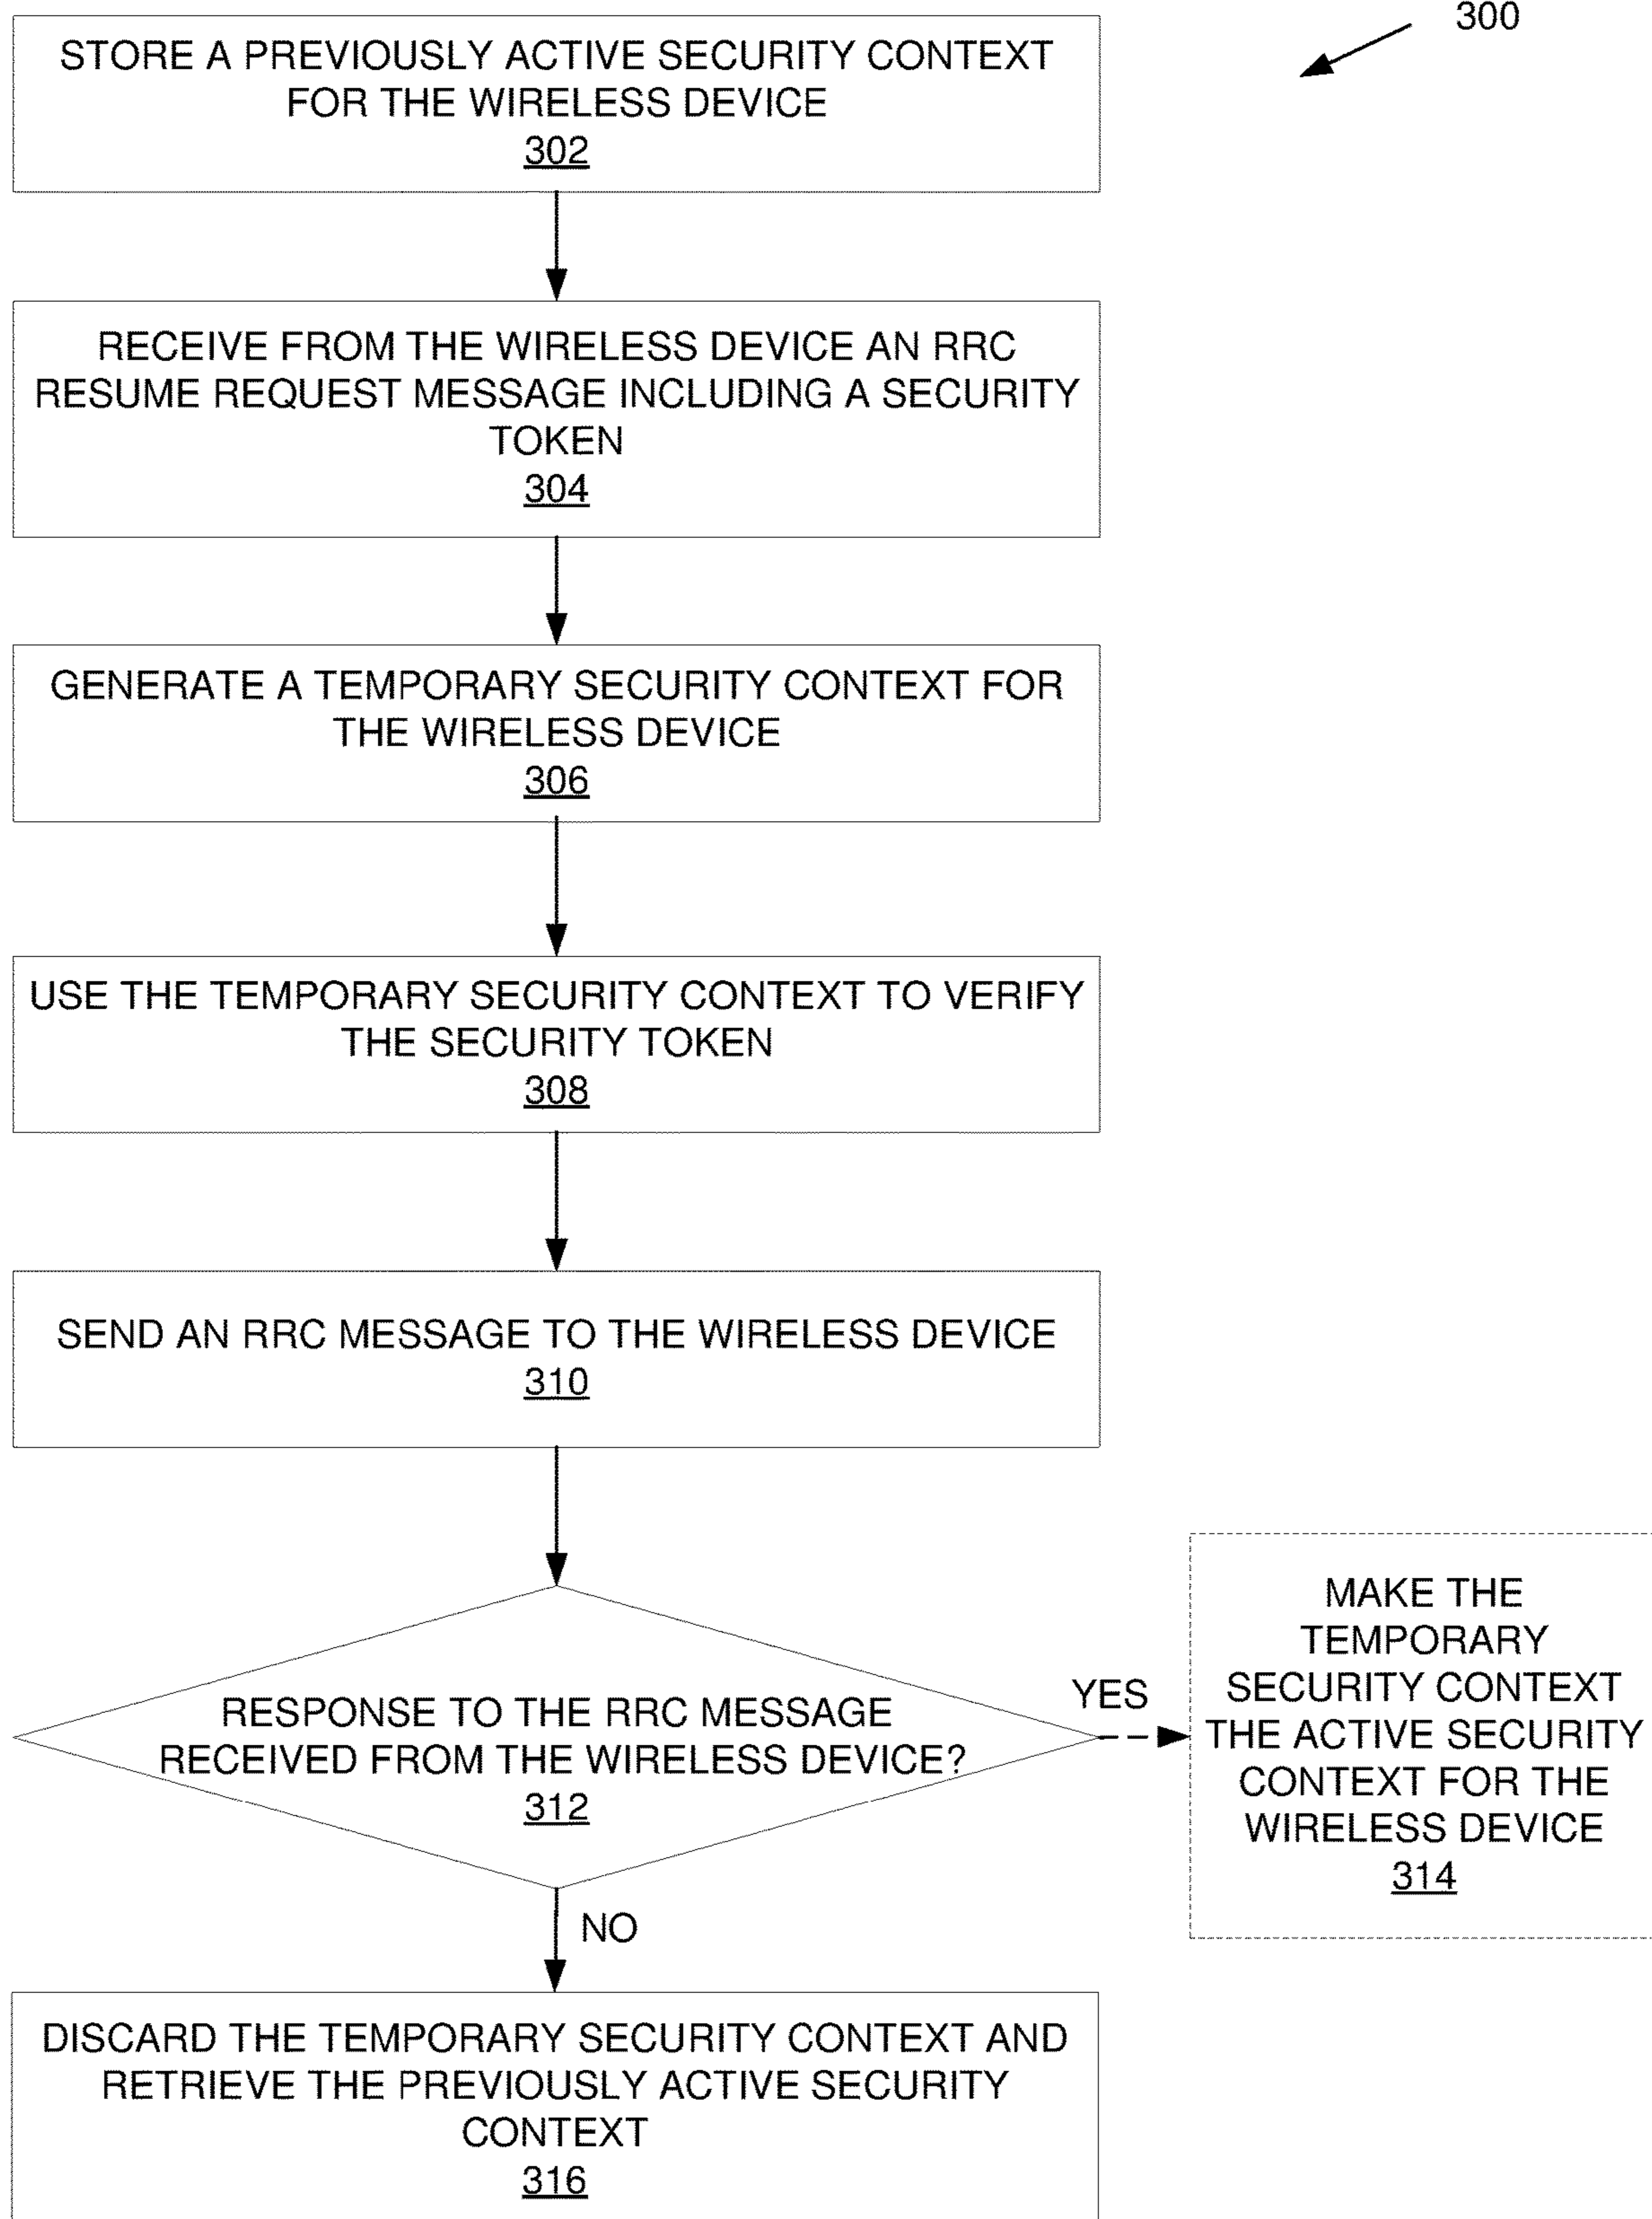 300
STORE A PREVIOUSLY ACTIVE SECURITY CONTEXT
FOR THE WIRELESS DEVICE
302
RECEIVE FROM THE WIRELESS DEVICE AN RRC
RESUME REQUEST MESSAGE INCLUDING A SECURITY
TOKEN
304
GENERATE A TEMPORARY SECURITY CONTEXT FOR
THE WIRELESS DEVICE
306
USE THE TEMPORARY SECURITY CONTEXT TO VERIFY
THE SECURITY TOKEN
308
SEND AN RRC MESSAGE TO THE WIRELESS DEVICE
310
RESPONSE TO THE RRC MESSAGE
RECEIVED FROM THE WIRELESS DEVICE?
312
YES
MAKE THE
TEMPORARY
SECURITY CONTEXT
THE ACTIVE SECURITY
CONTEXT FOR THE
WIRELESS DEVICE
314
NO
DISCARD THE TEMPORARY SECURITY CONTEXT AND
RETRIEVE THE PREVIOUSLY ACTIVE SECURITY
CONTEXT
316